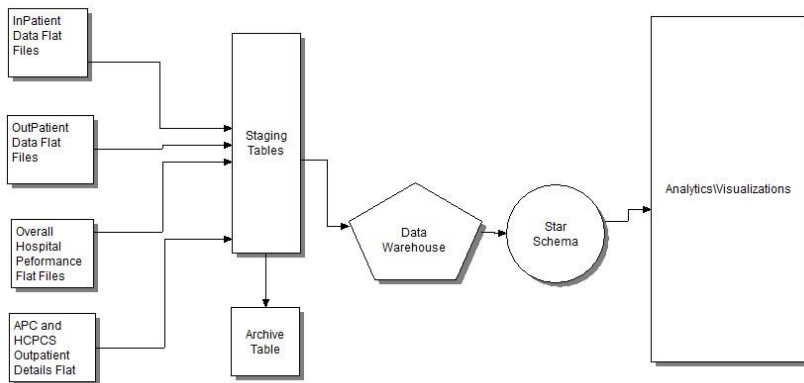 InPatient
Data Flat
Files
OutPatient
Data Flat
Files
Overall
Hospital
Peformance
Flat Files
APC and
HCPCS
Outpatient
Details Flat
Staging
Tables
Archive
Table
Data
Warehouse
Star
Schema
Analytics\Visualizations